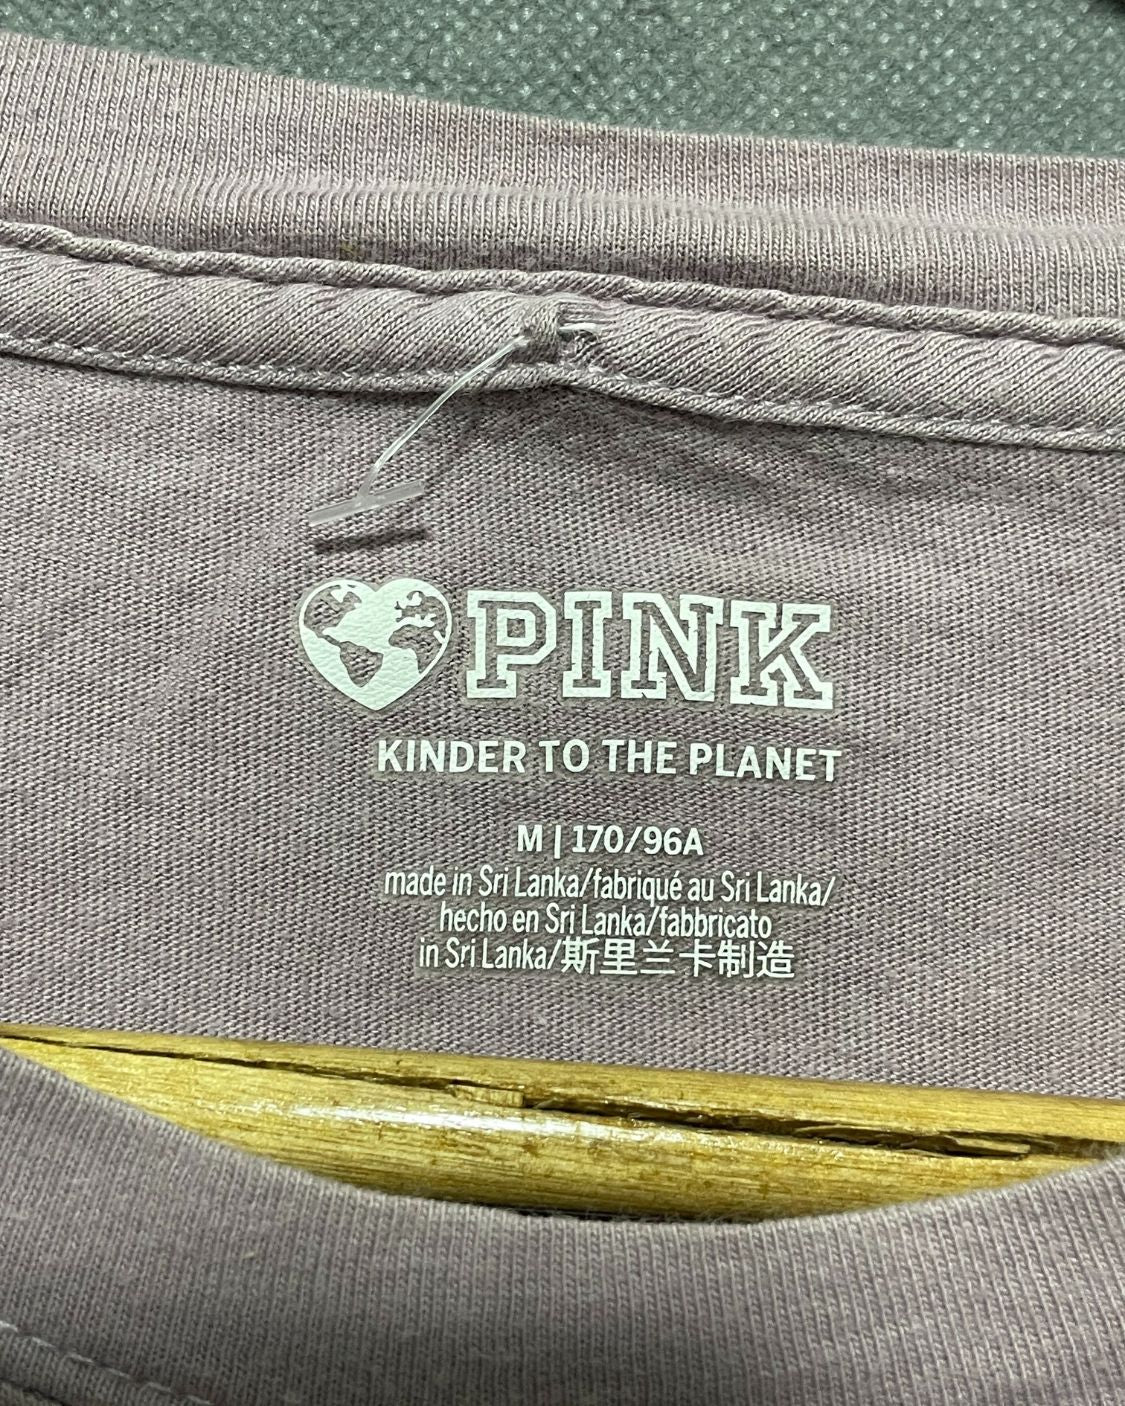 PINK
KINDER TO THE PLANET
M | 170/96A
made in Sri Lanka/fabriqué au Sri Lanka/
hecho en Sri Lanka/fabbricato
in Sri Lanka/斯里兰卡制造